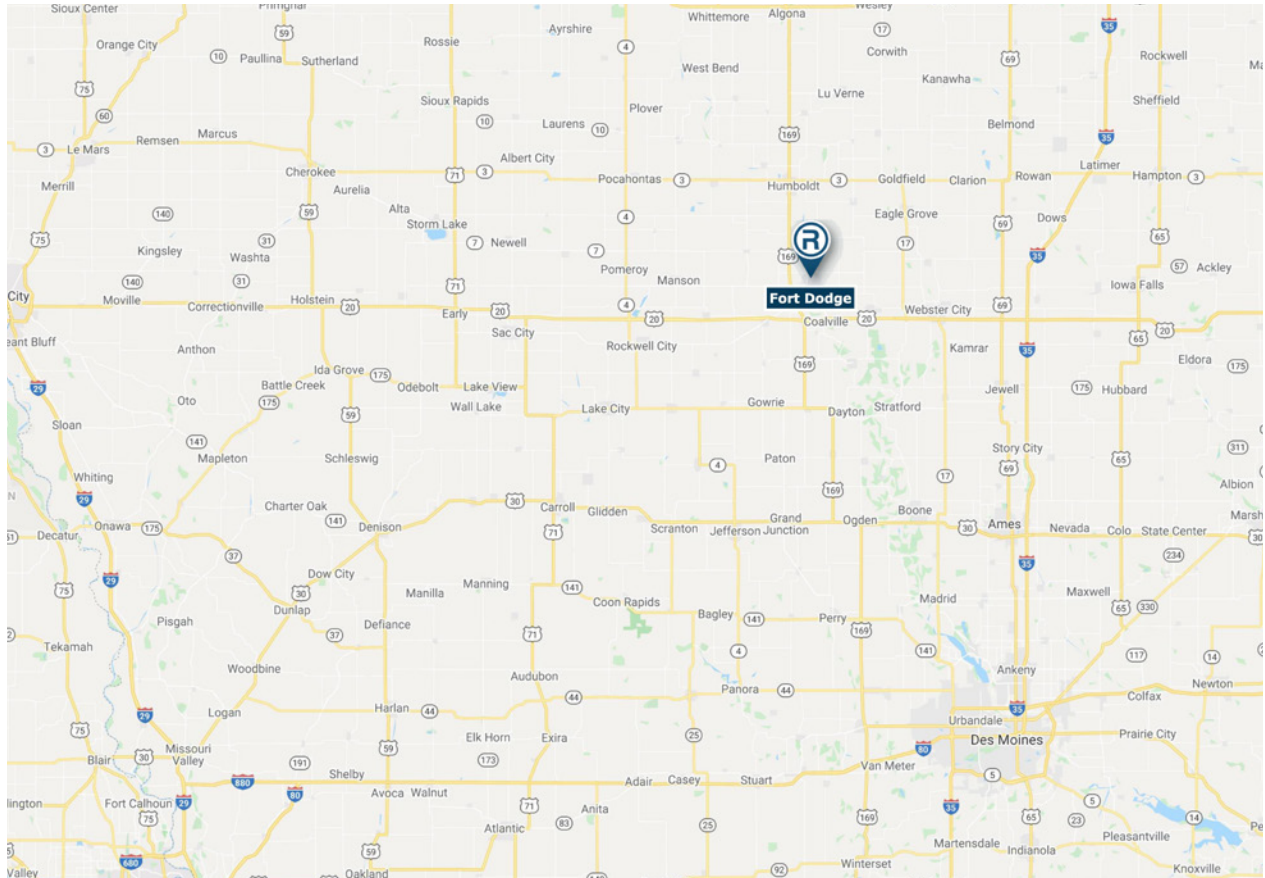 Sioux Center
Primghar
59
Rossie
Ayrshire
4
Whittemore
Algona
Wesley
35
Orange City
10
Paullina
Sutherland
71
17
Corwith
69
Rockwell
West Bend
Kanawha
75
Sioux Rapids
Plover
Lu Verne
Sheffield
60
10
Laurens
10
Belmond
3
Le Mars
Remsen
Marcus
169
35
Albert City
Latimer
Merrill
Cherokee
71
3
Pocahontas
3
Humboldt
3
Goldfield
Clarion
Rowan
Hampton
3
Aurelia
140
59
Alta
4
Eagle Grove
69
Dows
Storm Lake
75
Kingsley
31
Washta
7
Newell
7
R
17
65
169
35
57
Ackley
140
31
Pomeroy
Manson
Iowa Falls
71
Fort Dodge
City
Moville
Correctionville
Holstein
20
Early
20
4
20
Coalville
20
Webster City
69
20
Sac City
Rockwell City
65
Anthon
Kamrar
35
Eldora
Ida Grove
175
169
175
29
Battle Creek
Odebolt
Lake View
Jewell
175
Hubbard
Oto
175
Wall Lake
Lake City
Gowrie
Dayton
Stratford
59
Sloan
141
Story City
311
Mapleton
Schleswig
4
Paton
69
65
Whiting
17
Albion
29
169
Charter Oak
30
Carroll
Glidden
Boone
141
Denison
Scranton
Jefferson
Grand
Junction
Ogden
30
Ames
Nevada
Colo
State Center
30
Onawa
175
Decatur
71
37
234
29
Dow City
35
75
30
Manilla
Manning
141
Coon Rapids
Madrid
Maxwell
Dunlap
65
330
Pisgah
37
Defiance
71
Bagley
141
Perry
169
Tekamah
4
141
117
14
Woodbine
Ankeny
Audubon
Panora
44
44
Newton
Colfax
Logan
Harlan
44
35
29
Urbandale
75
25
Elk Horn
Exira
Des Moines
Prairie City
Missouri
Valley
59
80
Blair
30
191
173
Van Meter
Shelby
680
Adair
Casey
Stuart
5
80
Avoca
Walnut
Fort Calhoun
29
71
Anita
35
5
75
83
25
169
65
23
14
Atlantic
Pleasantville
59
Martensdale
Indianola
680
Valley
Oakland
92
Winterset
Knoxville